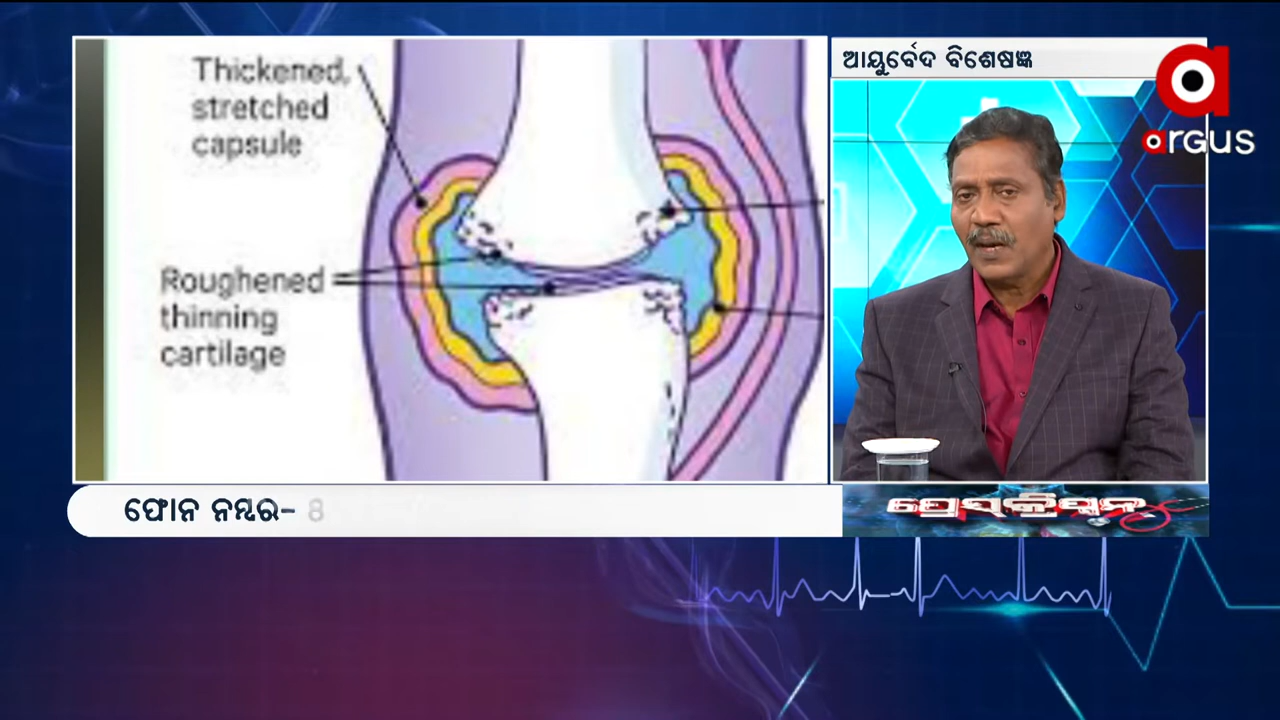 Thickened,
stretched
capsule
Roughened
thinning
cartilage
ଆୟୁର୍ବେଦ ବିଶେଷଜ୍ଞ
argus
ଫୋନ ନମ୍ବର- 8
ପ୍ରେସକ୍ରିପ୍ସନ